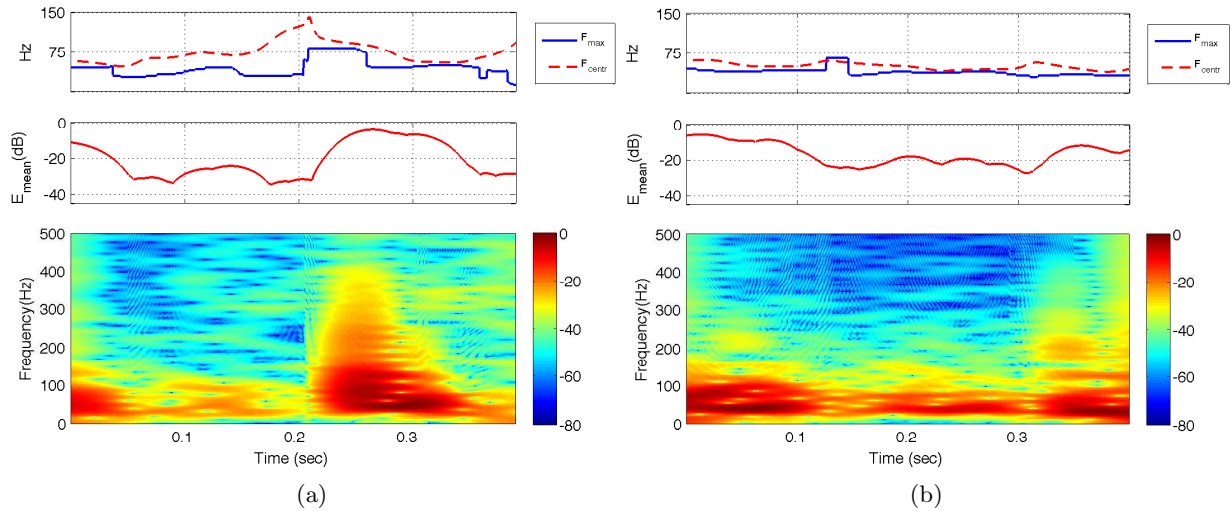 150
75
Hz
F_max
F_centr
0
-20
-40
E_mean(dB)
500
400
300
200
100
0
Frequency(Hz)
0.1
0.2
0.3
Time (sec)
0
-20
-40
-60
-80
(a)
150
75
Hz
F_max
F_centr
0
-20
-40
E_mean(dB)
500
400
300
200
100
0
Frequency(Hz)
0.1
0.2
0.3
Time (sec)
0
-20
-40
-60
-80
(b)